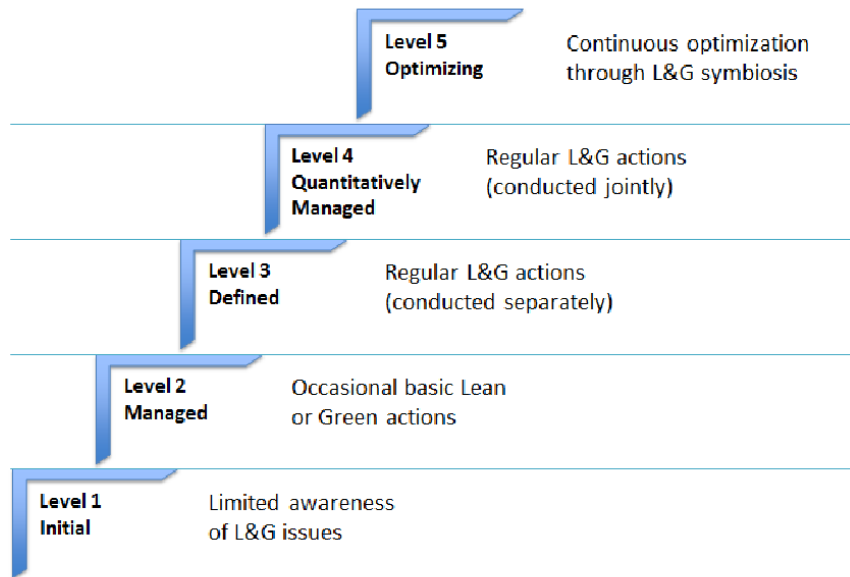 Level 5
Optimizing
Continuous optimization
through L&G symbiosis
Level 4
Quantitatively
Managed
Regular L&G actions
(conducted jointly)
Level 3
Defined
Regular L&G actions
(conducted separately)
Level 2
Managed
Occasional basic Lean
or Green actions
Level 1
Initial
Limited awareness
of L&G issues